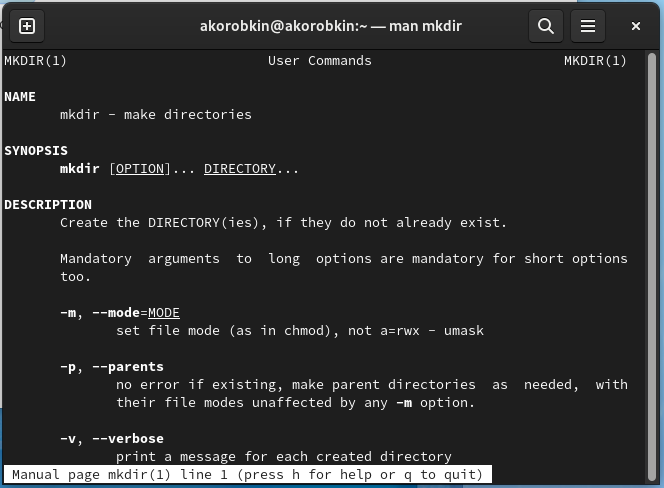 akorobkin@akorobkin:~ — man mkdir
MKDIR(1) User Commands MKDIR(1)
NAME
mkdir - make directories
SYNOPSIS
mkdir [OPTION]... DIRECTORY...
DESCRIPTION
Create the DIRECTORY(ies), if they do not already exist.
Mandatory arguments to long options are mandatory for short options
too.
-m, --mode=MODE
set file mode (as in chmod), not a=rwx - umask
-p, --parents
no error if existing, make parent directories as needed, with
their file modes unaffected by any -m option.
-v, --verbose
print a message for each created directory
Manual page mkdir(1) line 1 (press h for help or q to quit)